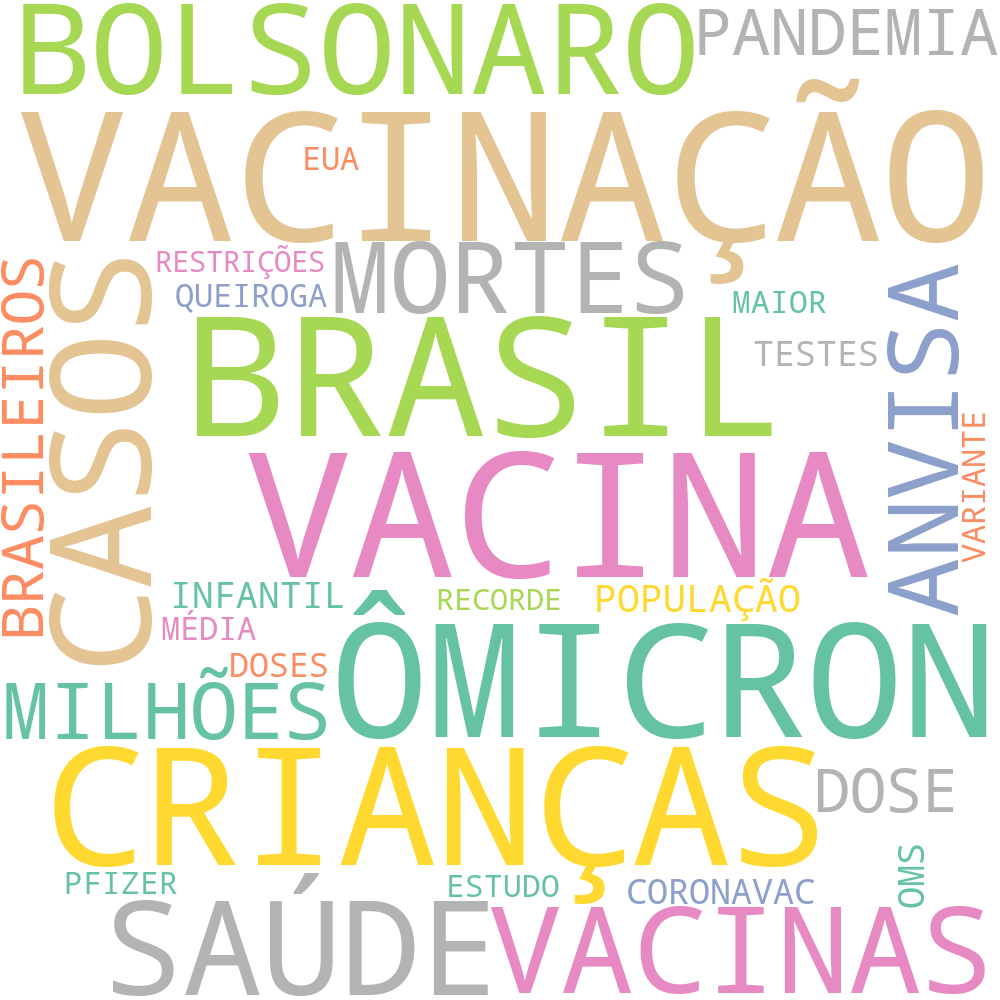 BOLSONARO
PANDEMIA
VACINAÇÃO
EUA
RESTRIÇÕES
MORTES
QUEIROGA
MAIOR
BRASILEIROS
CASOS
BRASIL
TESTES
ANVISA
VARIANTE
VACINA
INFANTIL
RECORDE
POPULAÇÃO
MÉDIA
DOSES
ÔMICRON
MILHÕES
CRIANÇAS
DOSE
PFIZER
ESTUDO
CORONAVAC
OMS
SAÚDE
VACINAS